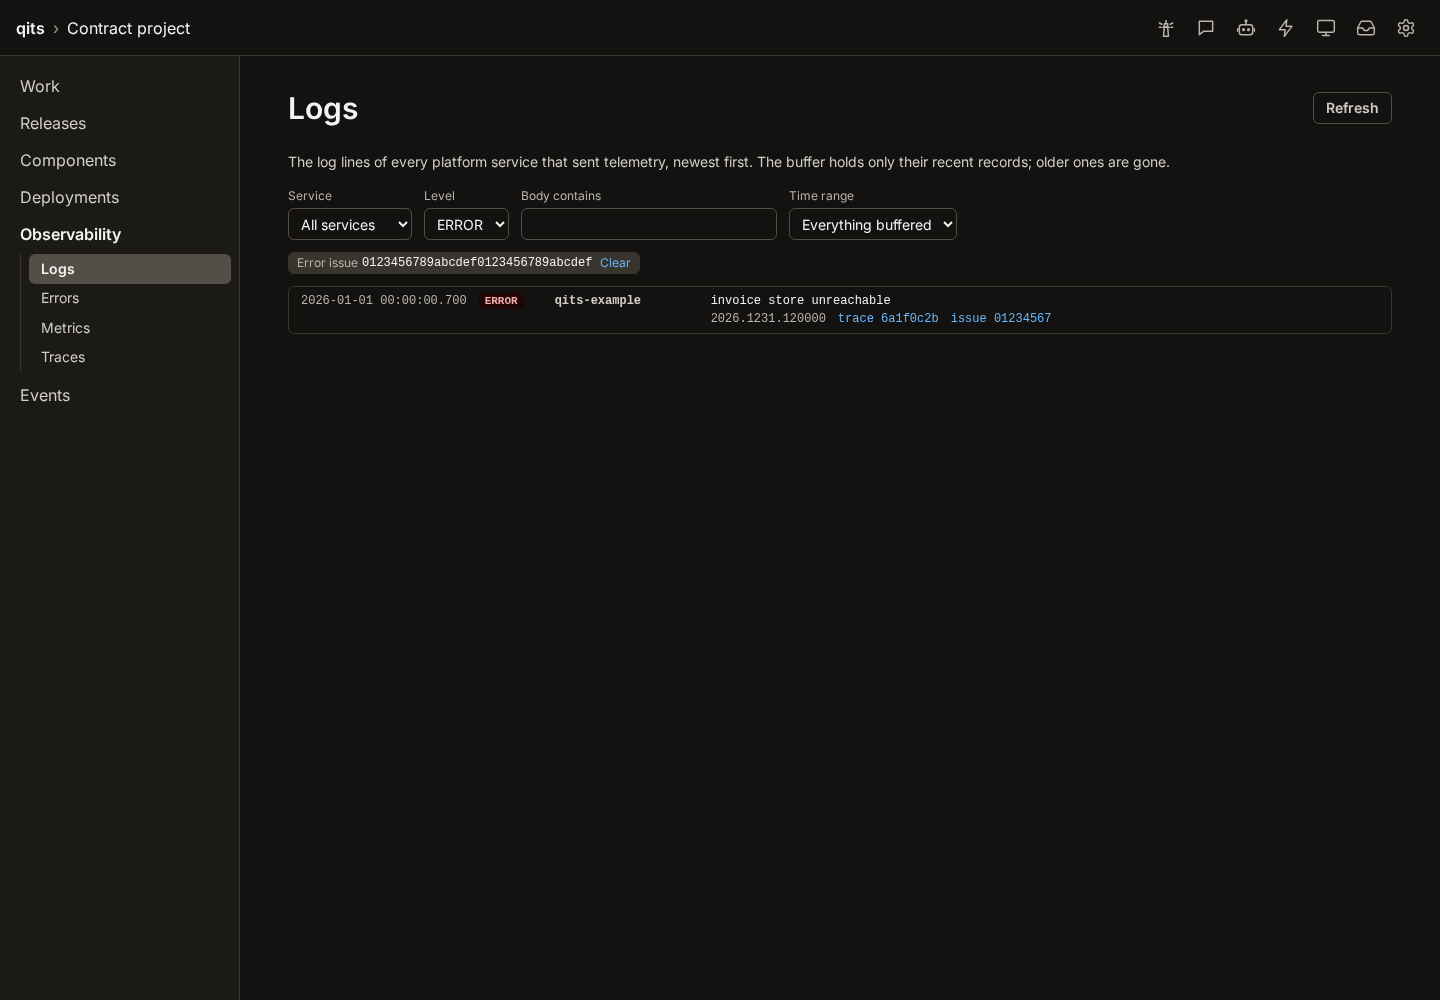 qits › Contract project
Work
Releases
Components
Deployments
Observability
Logs
Errors
Metrics
Traces
Events
Logs
Refresh
The log lines of every platform service that sent telemetry, newest first. The buffer holds only their recent records; older ones are gone.
Service Level Body contains Time range
All services ERROR Everything buffered
Error issue 0123456789abcdef0123456789abcdef Clear
2026-01-01 00:00:00.700 ERROR qits-example invoice store unreachable
2026.1231.120000 trace 6a1f0c2b issue 01234567